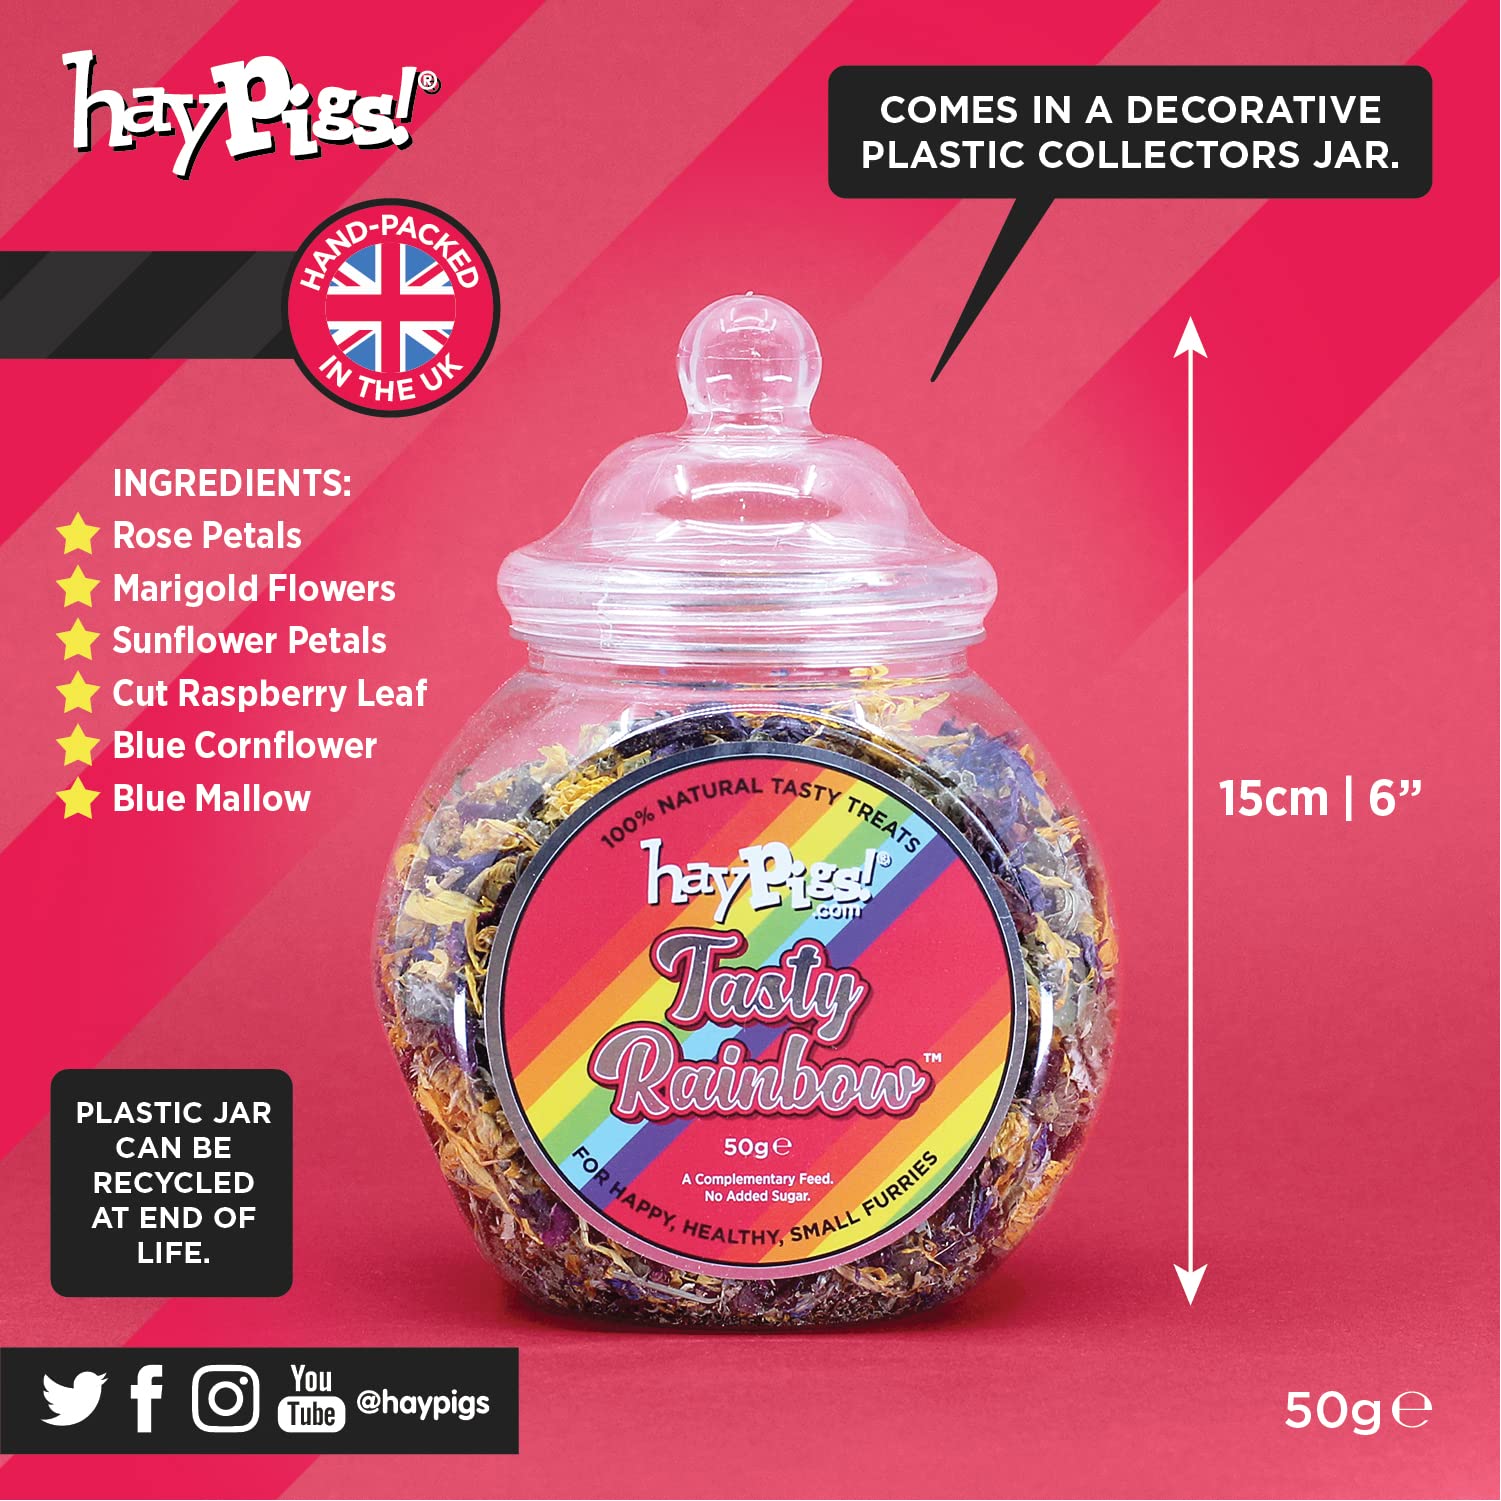 hayPigs!®
COMES IN A DECORATIVE
PLASTIC COLLECTORS JAR.
HAND-PACKED
IN THE UK
INGREDIENTS:
Rose Petals
Marigold Flowers
Sunflower Petals
Cut Raspberry Leaf
Blue Cornflower
Blue Mallow
15cm | 6”
100% NATURAL TASTY TREATS
hayPigs!®
.com
Tasty
Rainbow™
50g℮
A Complementary Feed.
No Added Sugar.
FOR HAPPY, HEALTHY, SMALL FURRIES
PLASTIC JAR
CAN BE
RECYCLED
AT END OF
LIFE.
You
Tube
@haypigs
50g℮